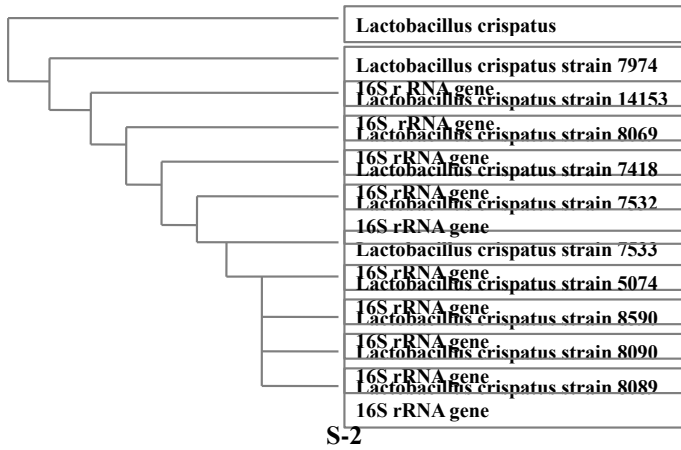 Lactobacillus crispatus
Lactobacillus crispatus strain 7974
16S r RNA gene
Lactobacillus crispatus strain 14153
16S rRNA gene
Lactobacillus crispatus strain 8069
16S rRNA gene
Lactobacillus crispatus strain 7418
16S rRNA gene
Lactobacillus crispatus strain 7532
16S rRNA gene
Lactobacillus crispatus strain 7533
16S rRNA gene
Lactobacillus crispatus strain 5074
16S rRNA gene
Lactobacillus crispatus strain 8590
16S rRNA gene
Lactobacillus crispatus strain 8090
16S rRNA gene
Lactobacillus crispatus strain 8089
16S rRNA gene
S-2